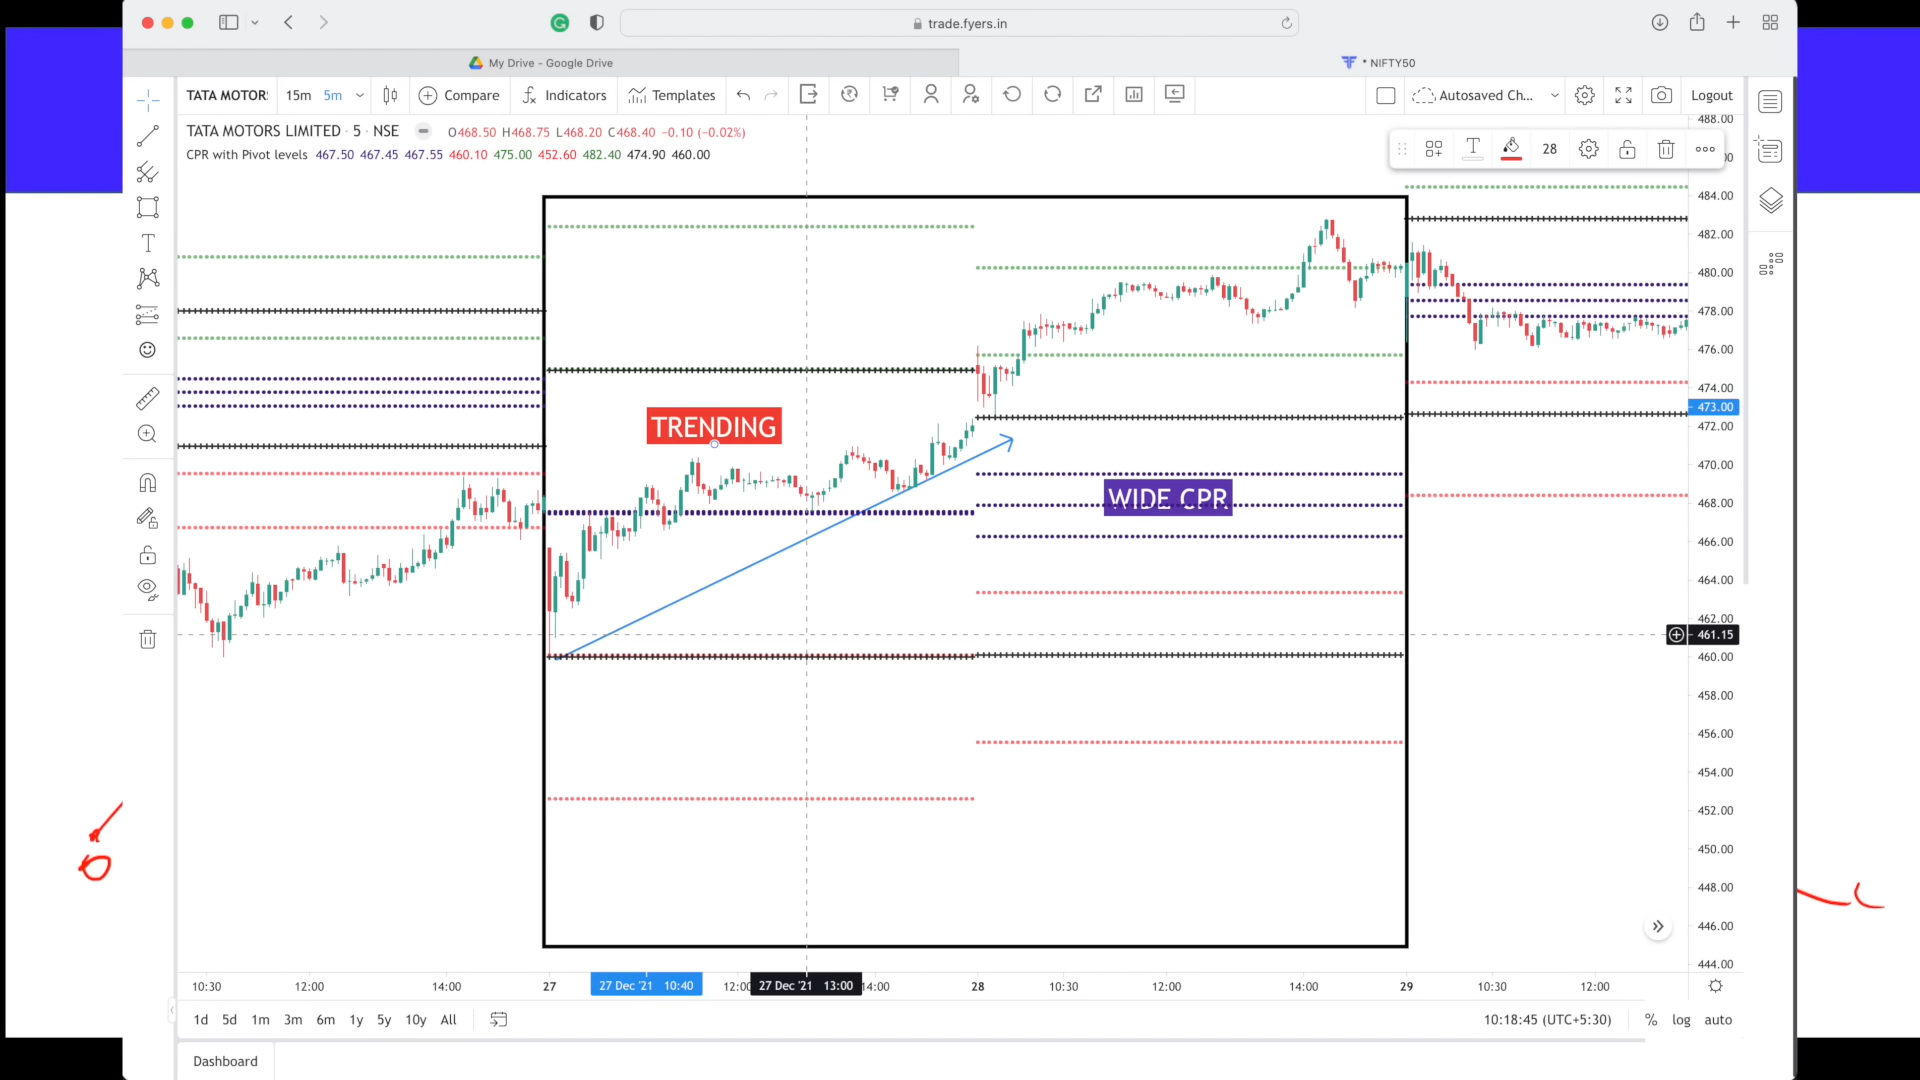 trade.fyers.in
My Drive – Google Drive
* NIFTY50
TATA MOTOR: 15m 5m Compare Indicators Templates Autosaved Ch... Logout
TATA MOTORS LIMITED · 5 · NSE O468.50 H468.75 L468.20 C468.40 −0.10 (−0.02%)
CPR with Pivot levels 467.50 467.45 467.55 460.10 475.00 452.60 482.40 474.90 460.00
28
488.00
484.00
482.00
480.00
478.00
476.00
474.00
473.00
472.00
470.00
468.00
466.00
464.00
462.00
461.15
460.00
458.00
456.00
454.00
452.00
450.00
448.00
446.00
444.00
TRENDING
WIDE CPR
10:30 12:00 14:00 27 27 Dec '21 10:40 12:00 27 Dec '21 13:00 14:00 28 10:30 12:00 14:00 29 10:30 12:00
1d 5d 1m 3m 6m 1y 5y 10y All 10:18:45 (UTC+5:30) % log auto
Dashboard